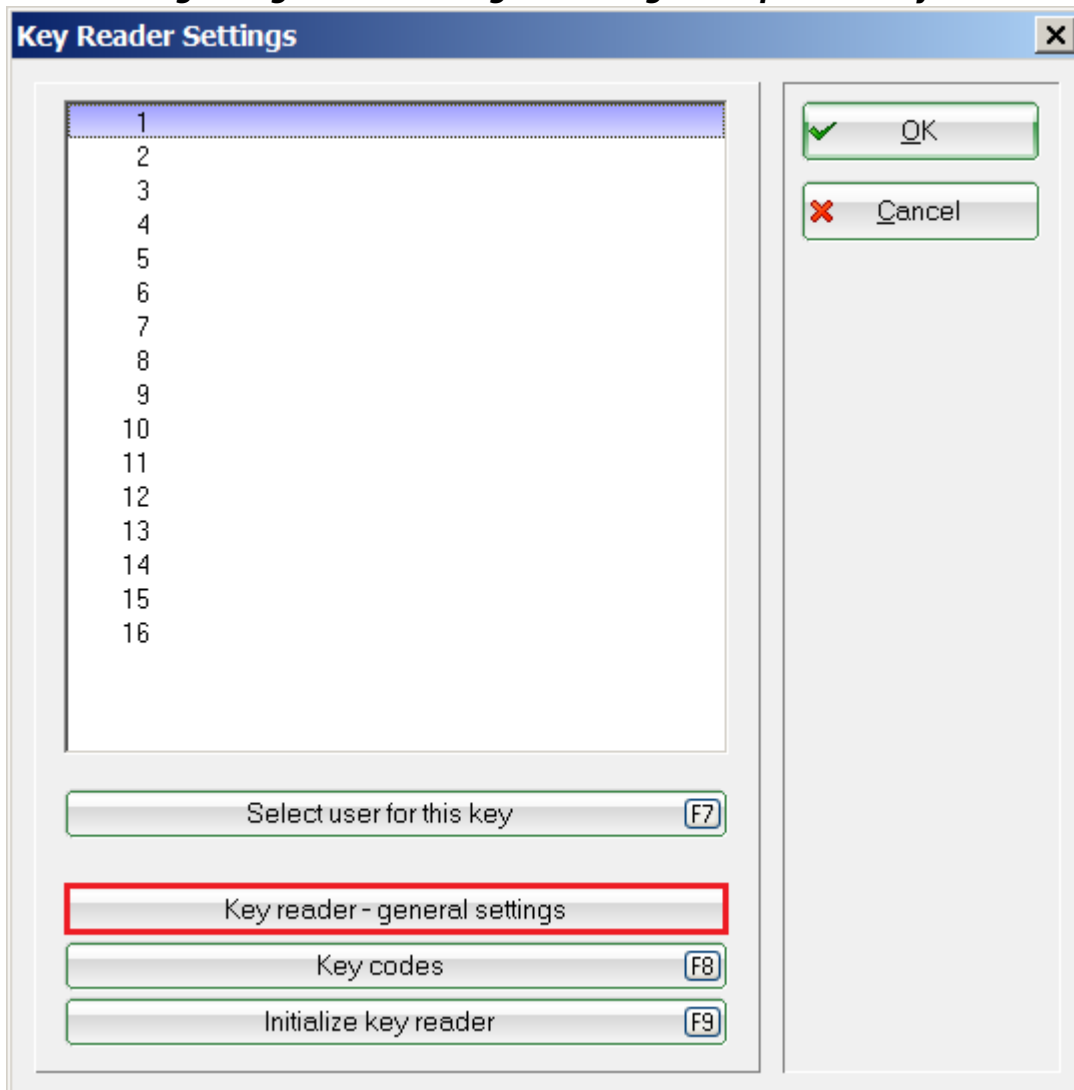 Key Reader Settings
1
2
3
4
5
6
7
8
9
10
11
12
13
14
15
16
OK
Cancel
Select user for this key F7
Key reader - general settings
Key codes F8
Initialize key reader F9